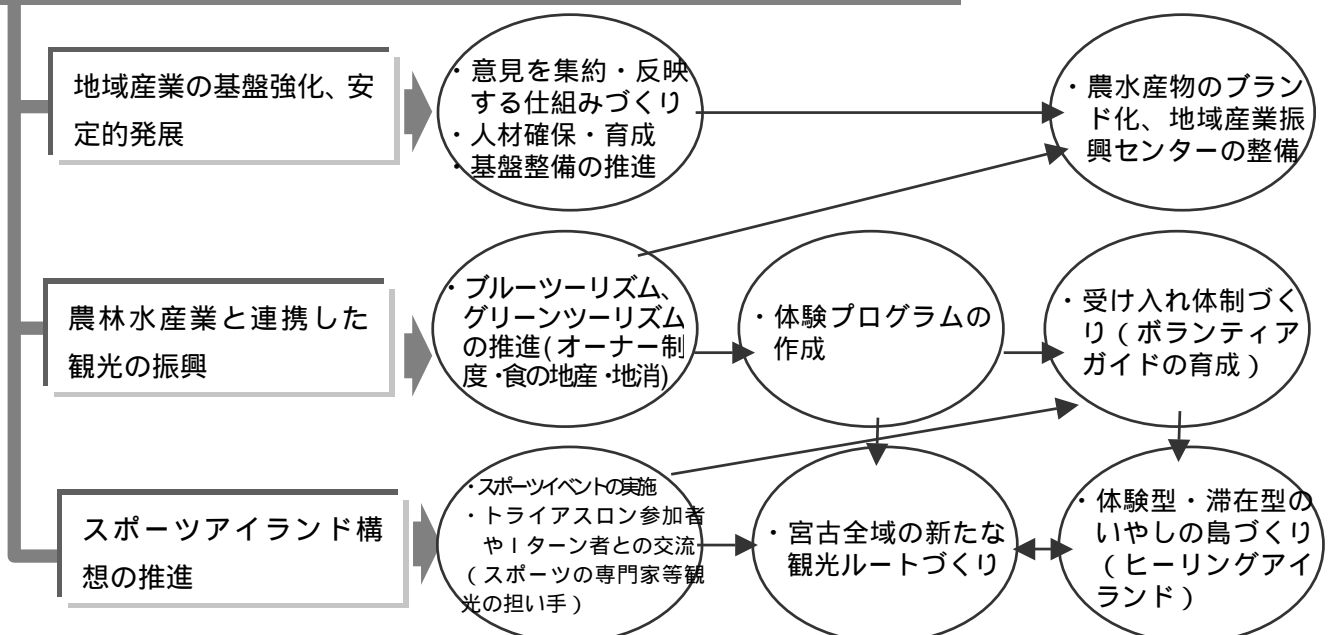 地域産業の基盤強化、安
定的発展
・意見を集約・反映
する仕組みづくり
・人材確保・育成
・基盤整備の推進
・農水産物のブラン
ド化、地域産業振
興センターの整備
農林水産業と連携した
観光の振興
・ブルーツーリズム、
グリーンツーリズム
の推進(オーナー制
度・食の地産・地消)
・体験プログラムの
作成
・受け入れ体制づく
り（ボランティア
ガイドの育成）
スポーツアイランド構
想の推進
・スポーツイベントの実施
・トライアスロン参加者
やＩターン者との交流
（スポーツの専門家等観
光の担い手）
・宮古全域の新たな
観光ルートづくり
・体験型・滞在型の
いやしの島づくり
（ヒーリングアイ
ランド）